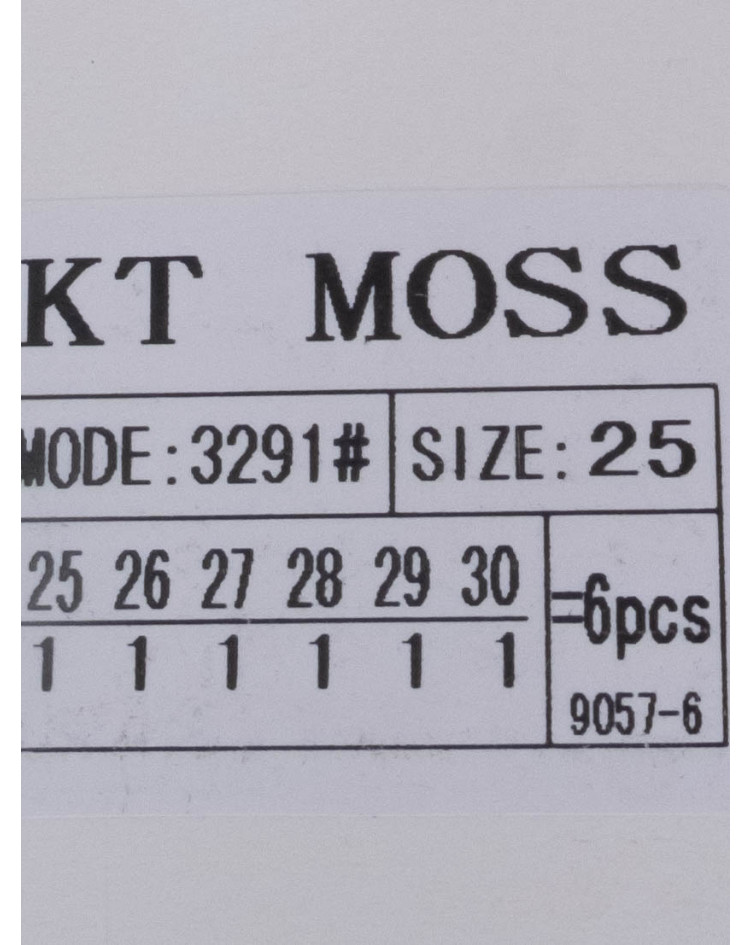 KT MOSS
MODE:3291# SIZE:25
25 26 27 28 29 30
1 1 1 1 1 1
=6pcs
9057-6